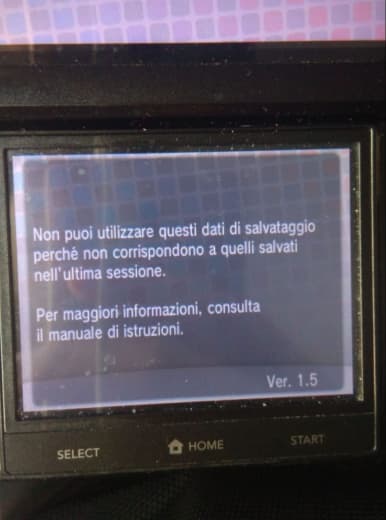 Non puoi utilizzare questi dati di salvataggio
perché non corrispondono a quelli salvati
nell'ultima sessione.
Per maggiori informazioni, consulta
il manuale di istruzioni.
Ver. 1.5
SELECT HOME START